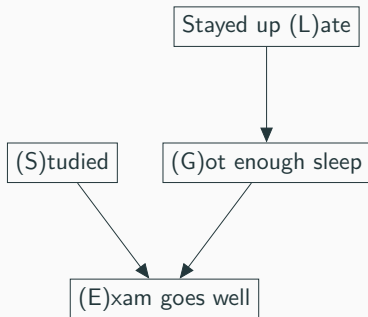 Stayed up (L)ate
(S)tudied
(G)ot enough sleep
(E)xam goes well